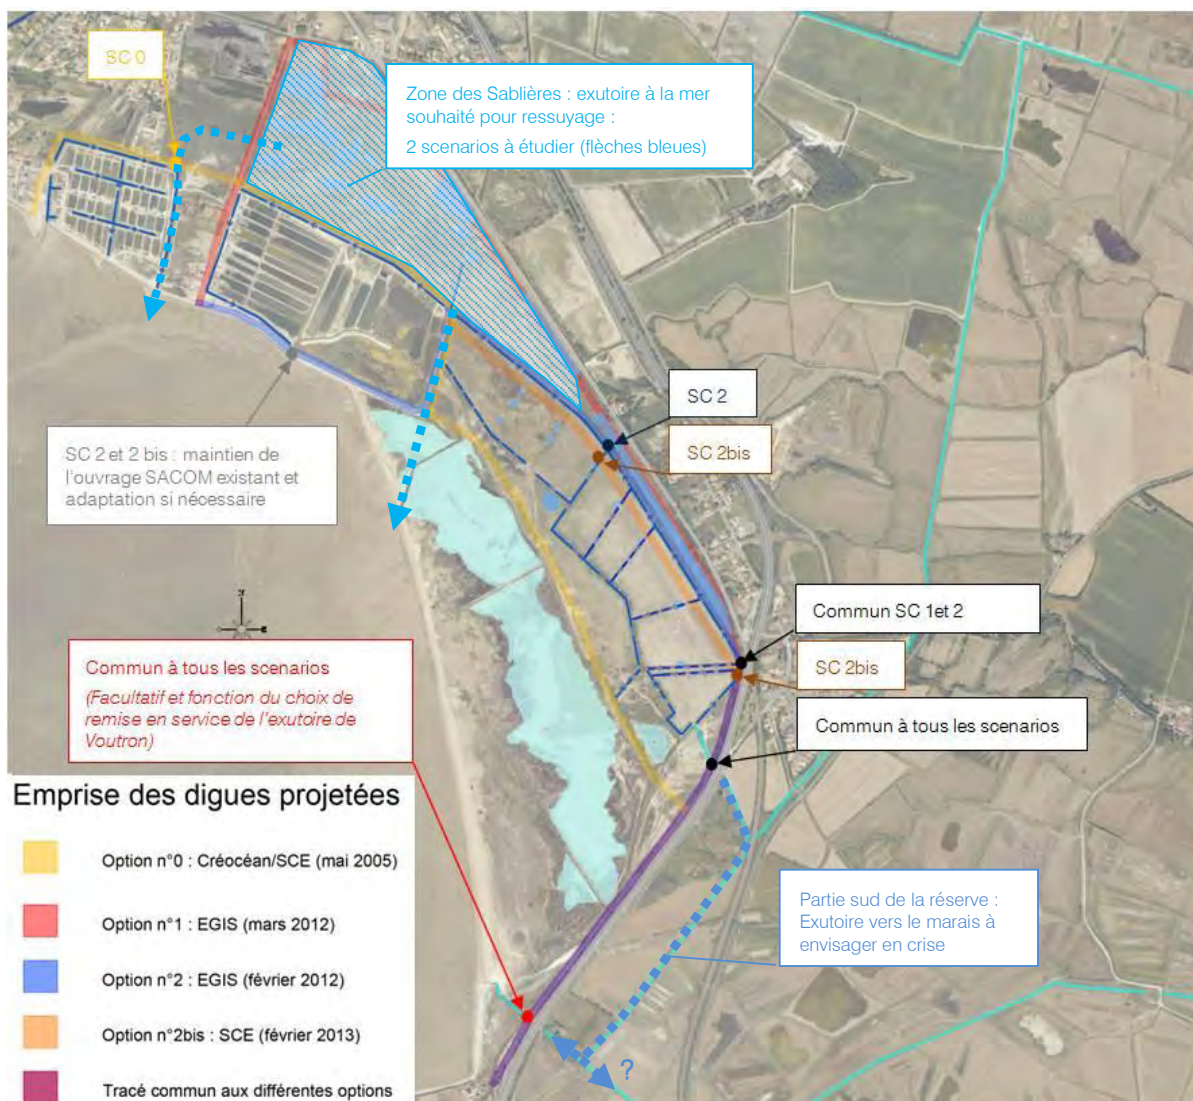 SC 0
Zone des Sablières : exutoire à la mer
souhaité pour ressuyage :
2 scenarios à étudier (flèches bleues)
SC 2
SC 2bis
SC 2 et 2 bis : maintien de
l'ouvrage SACOM existant et
adaptation si nécessaire
Commun SC 1et 2
SC 2bis
Commun à tous les scenarios
Commun à tous les scenarios
(Facultatif et fonction du choix de
remise en service de l'exutoire de
Voutron)
Emprise des digues projetées
Option n°0 : Créocéan/SCE (mai 2005)
Option n°1 : EGIS (mars 2012)
Option n°2 : EGIS (février 2012)
Option n°2bis : SCE (février 2013)
Tracé commun aux différentes options
Partie sud de la réserve :
Exutoire vers le marais à
envisager en crise
?